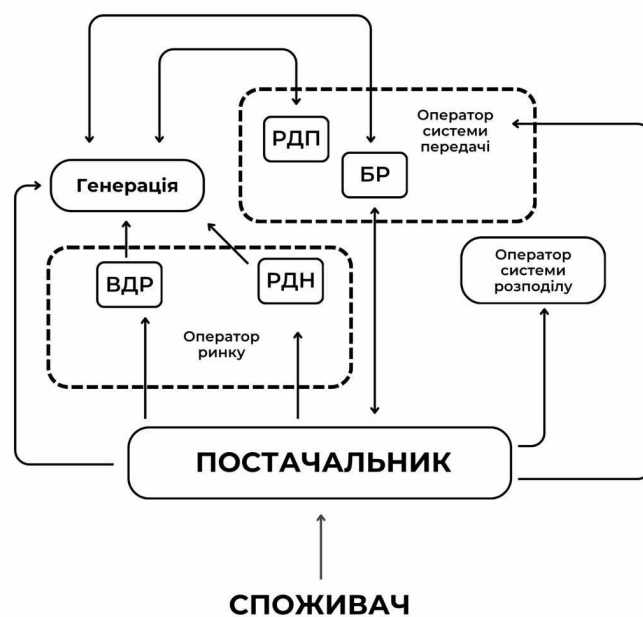 РДП
Оператор
системи
передачі
БР
Генерація
ВДР
РДН
Оператор
ринку
Оператор
системи
розподілу
ПОСТАЧАЛЬНИК
СПОЖИВАЧ